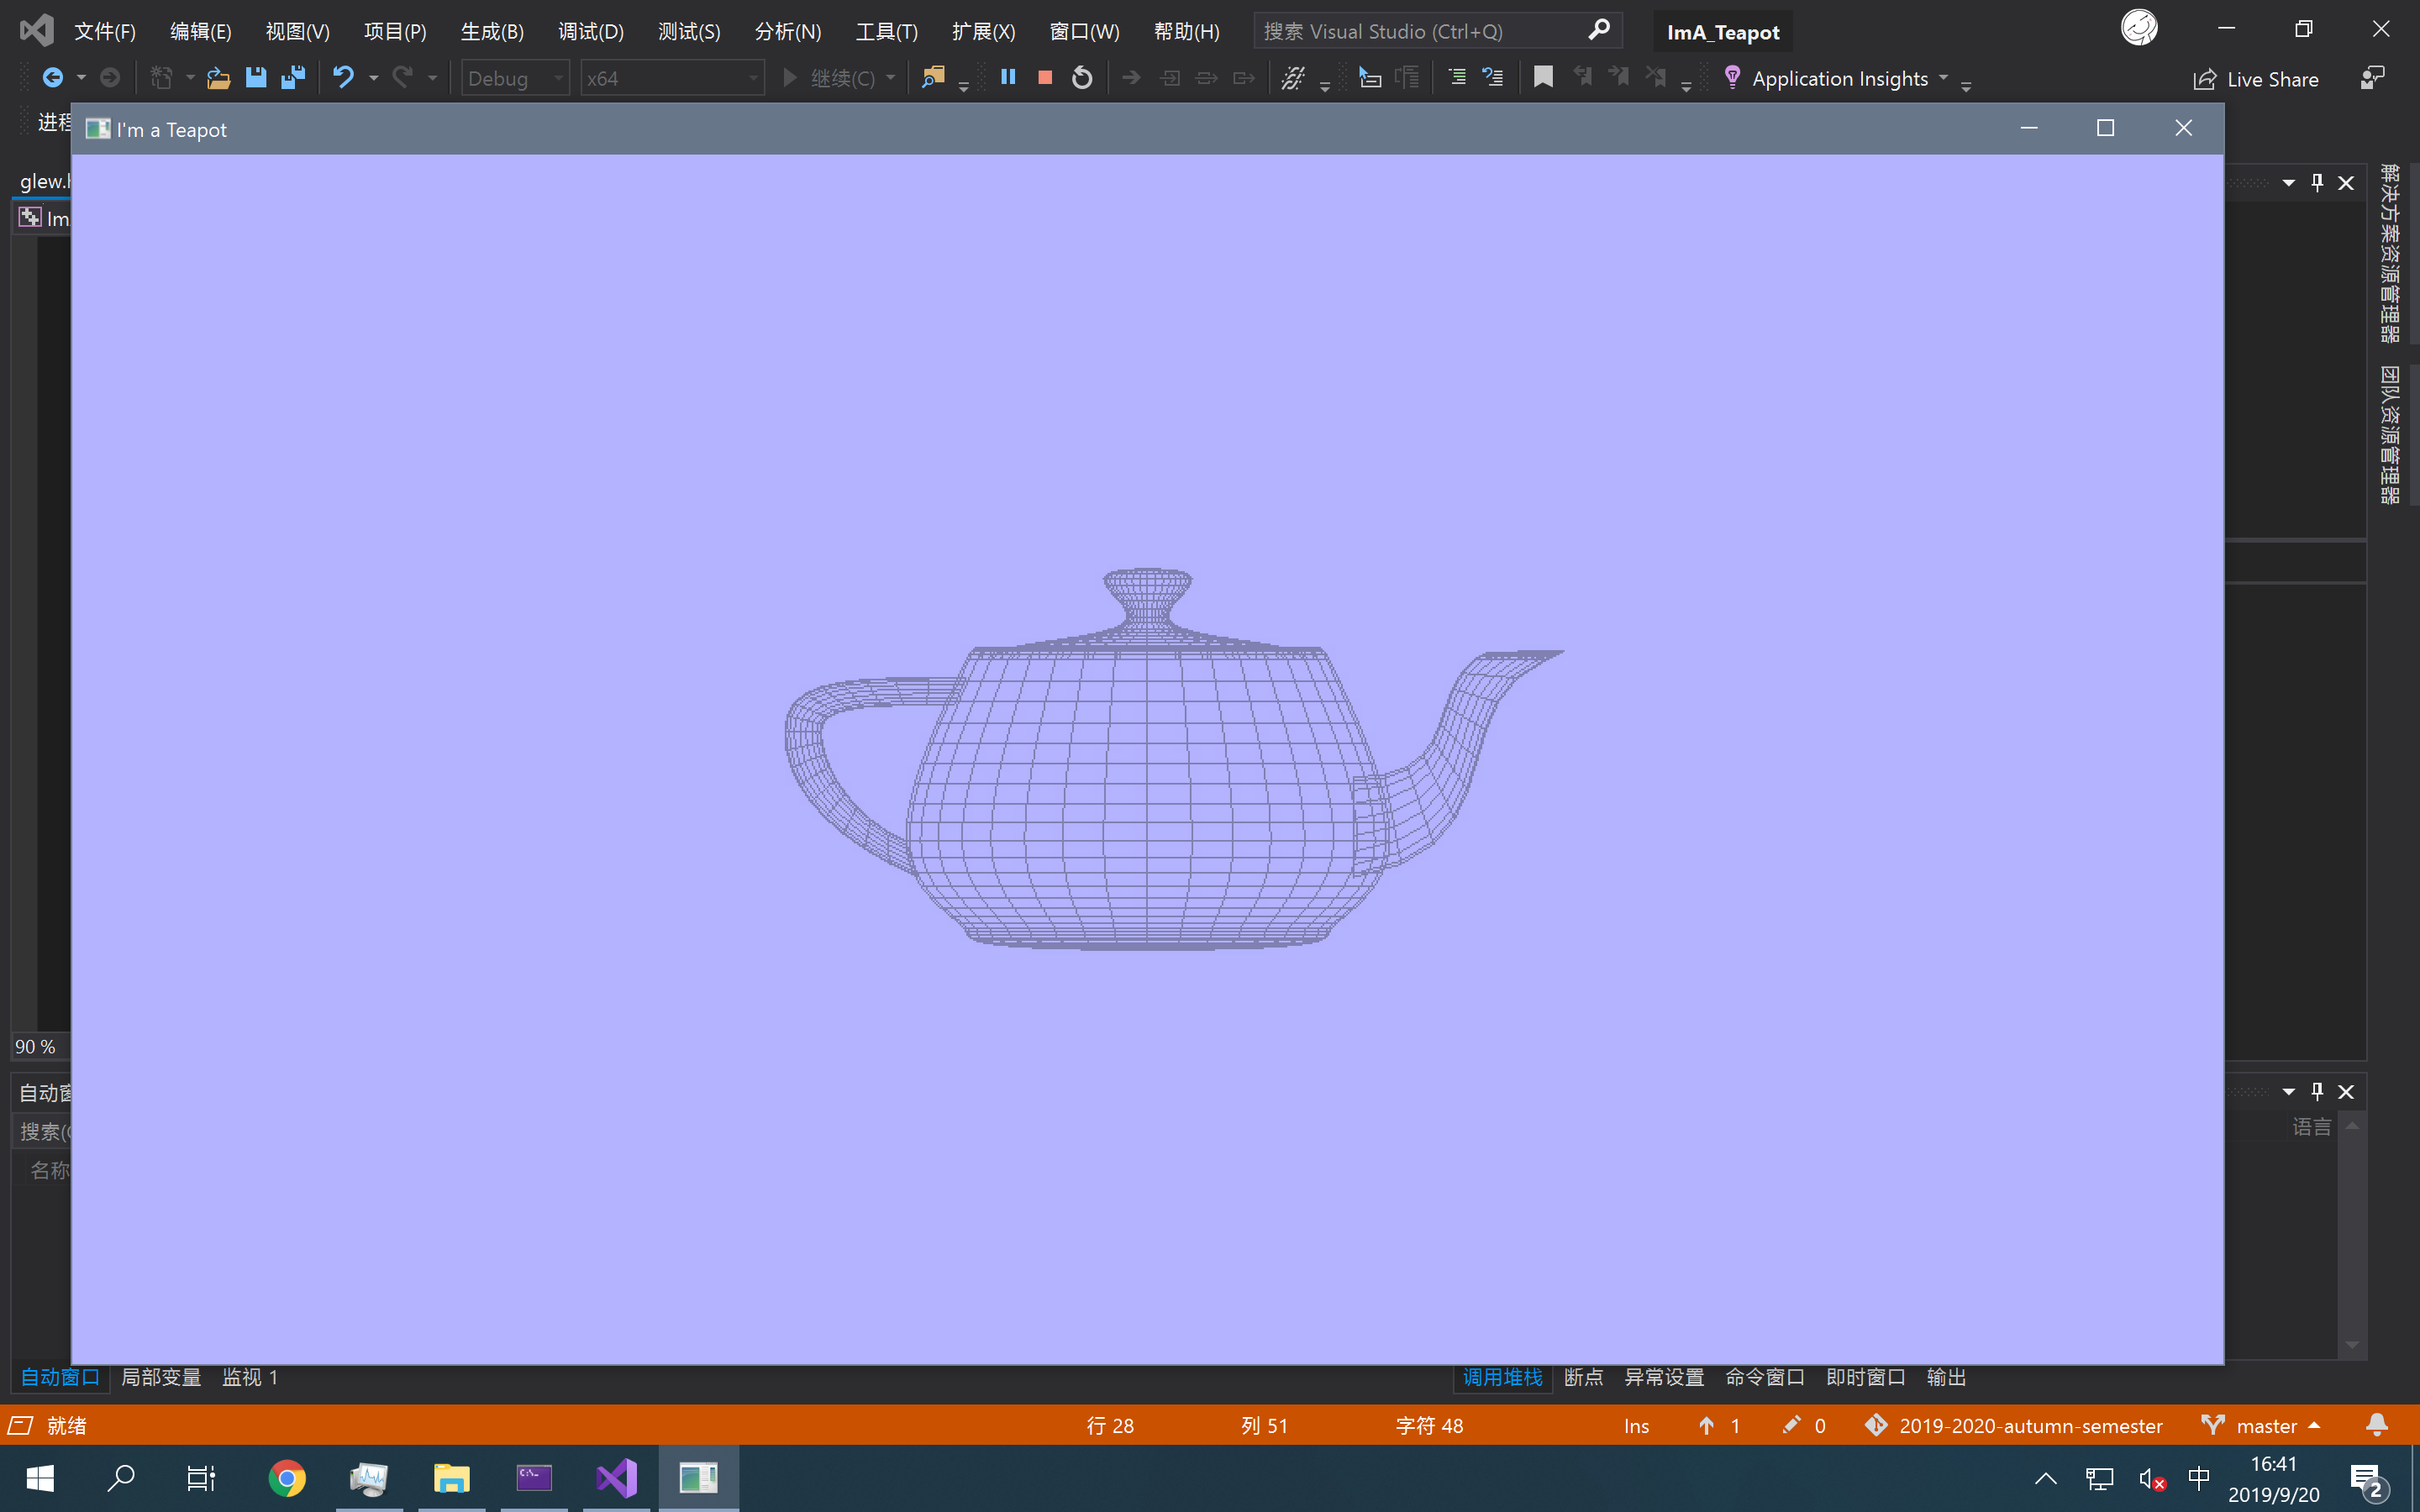 文件(F) 编辑(E) 视图(V) 项目(P) 生成(B) 调试(D) 测试(S) 分析(N) 工具(T) 扩展(X) 窗口(W) 帮助(H) 搜索 Visual Studio (Ctrl+Q) ImA_Teapot
Debug x64 继续(C) Application Insights Live Share
进程
I'm a Teapot
glew.h
Im
解决方案资源管理器
团队资源管理器
90 %
自动窗
搜索(
语言
名称
自动窗口 局部变量 监视 1 调用堆栈 断点 异常设置 命令窗口 即时窗口 输出
就绪 行 28 列 51 字符 48 Ins 1 0 2019-2020-autumn-semester master
C:\_
中
16:41
2019/9/20
2